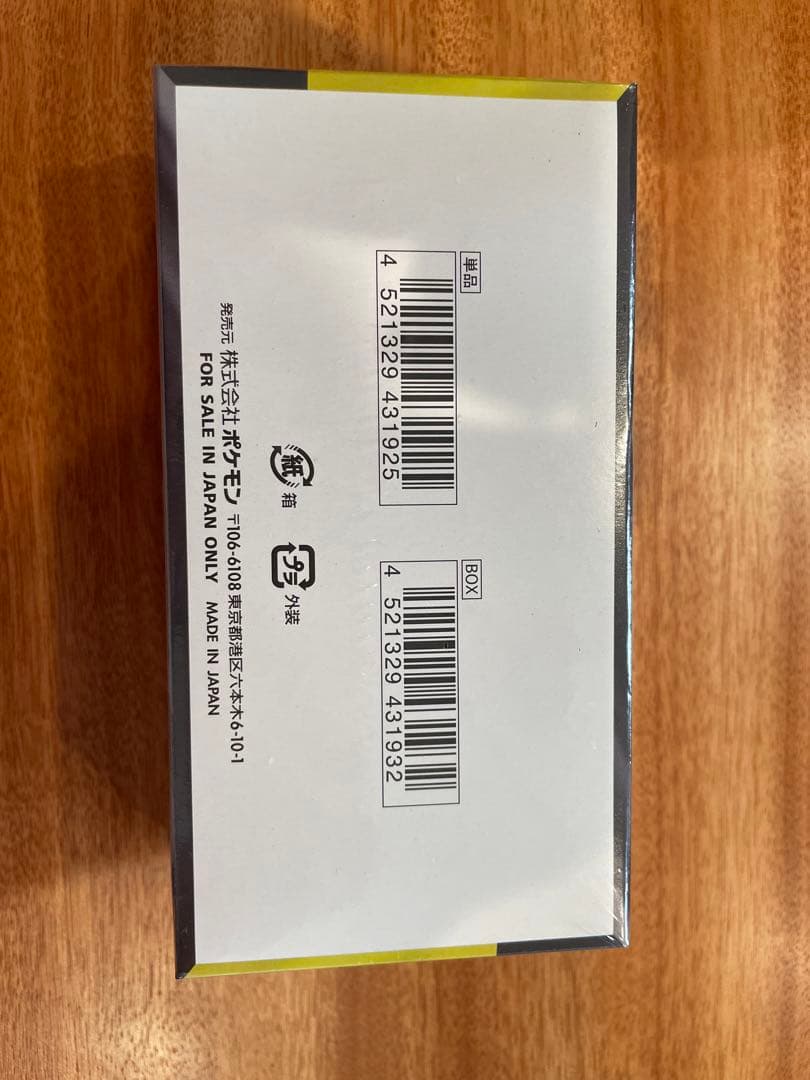 単品
4 521329 431925
BOX
4 521329 431932
紙 箱
プラ 外装
発売元 株式会社 ポケモン 〒106-6108 東京都港区六本木6-10-1
FOR SALE IN JAPAN ONLY MADE IN JAPAN